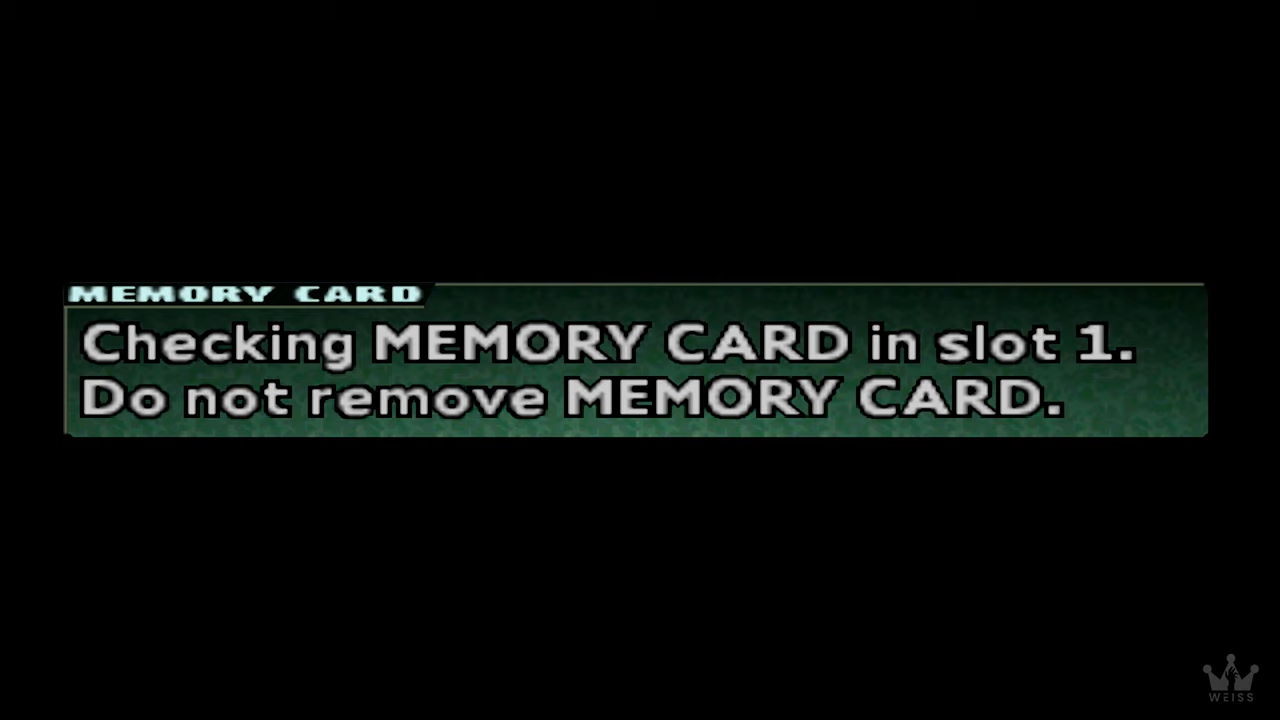 MEMORY CARD
Checking MEMORY CARD in slot 1.
Do not remove MEMORY CARD.
WEISS